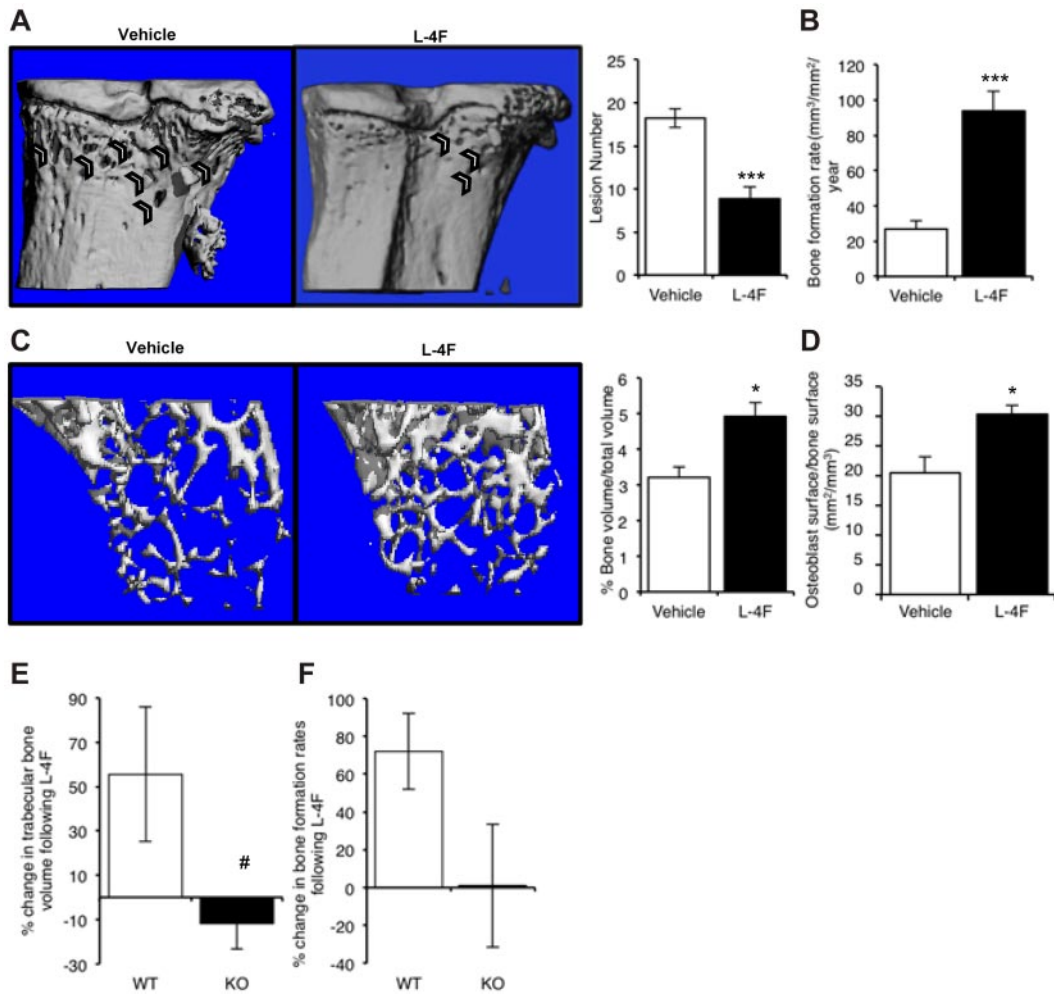 A
Vehicle
L-4F
Lesion Number
25
20
15
10
5
0
***
Vehicle
L-4F
B
Bone formation rate (mm³/mm²/
year
120
100
80
60
40
20
0
***
Vehicle
L-4F
C
Vehicle
L-4F
% Bone volume/total volume
6
5
4
3
2
1
0
*
Vehicle
L-4F
D
Osteoblast surface/bone surface
(mm²/mm³)
35
30
25
20
15
10
5
0
*
Vehicle
L-4F
E
% change in trabecular bone
volume following L-4F
90
70
50
30
10
-10
-30
#
WT
KO
F
% change in bone formation rates
following L-4F
100
80
60
40
20
0
-20
-40
WT
KO